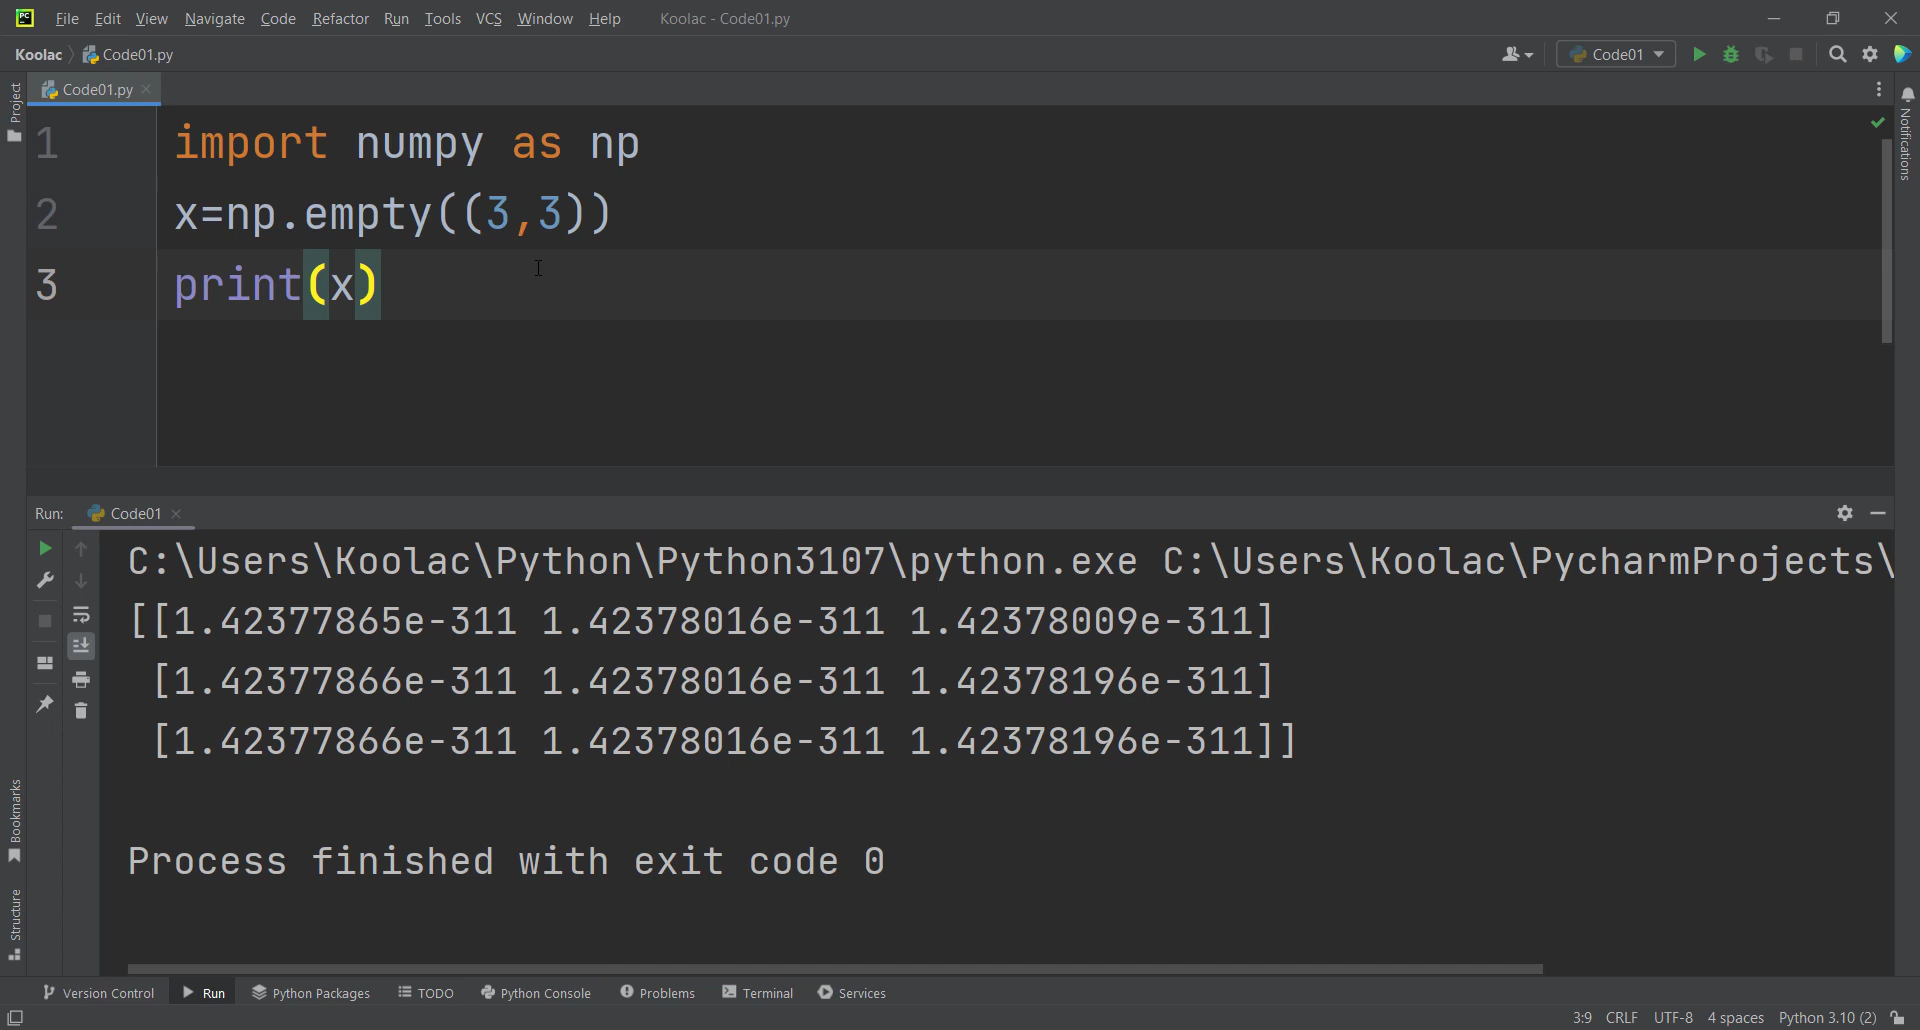 PC File Edit View Navigate Code Refactor Run Tools VCS Window Help Koolac - Code01.py
Koolac Code01.py Code01
Project
Code01.py
Notifications
1 import numpy as np
2 x=np.empty((3,3))
3 print(x)
Run: Code01
C:\Users\Koolac\Python\Python3107\python.exe C:\Users\Koolac\PycharmProjects\
[[1.42377865e-311 1.42378016e-311 1.42378009e-311]
[1.42377866e-311 1.42378016e-311 1.42378196e-311]
[1.42377866e-311 1.42378016e-311 1.42378196e-311]]
Process finished with exit code 0
Bookmarks
Structure
Version Control Run Python Packages TODO Python Console Problems Terminal Services
3:9 CRLF UTF-8 4 spaces Python 3.10 (2)